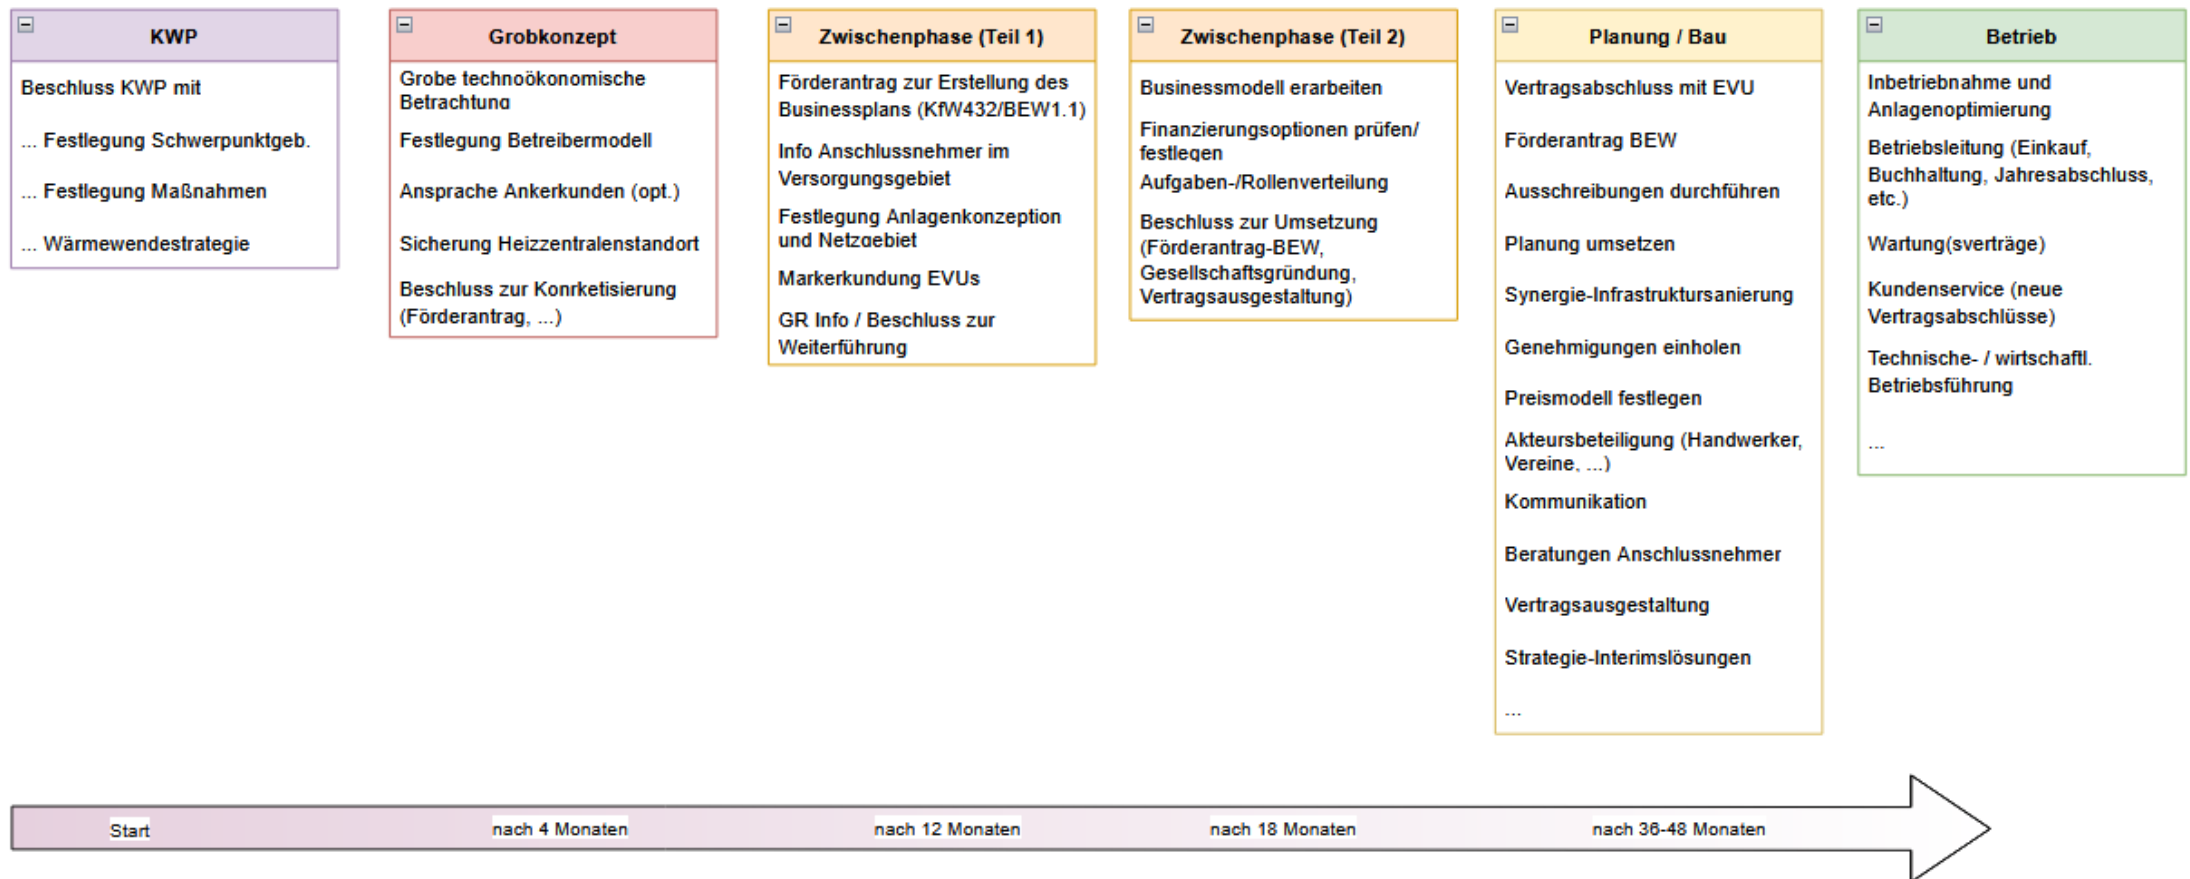 KWP
Beschluss KWP mit
... Festlegung Schwerpunktgeb.
... Festlegung Maßnahmen
... Wärmewendestrategie
Grobkonzept
Grobe technoökonomische
Betrachtung
Festlegung Betreibermodell
Ansprache Ankerkunden (opt.)
Sicherung Heizzentralenstandort
Beschluss zur Konrketisierung
(Förderantrag, ...)
Zwischenphase (Teil 1)
Förderantrag zur Erstellung des
Businessplans (KfW432/BEW1.1)
Info Anschlussnehmer im
Versorgungsgebiet
Festlegung Anlagenkonzeption
und Netzgebiet
Markerkundung EVUs
GR Info / Beschluss zur
Weiterführung
Zwischenphase (Teil 2)
Businessmodell erarbeiten
Finanzierungsoptionen prüfen/
festlegen
Aufgaben-/Rollenverteilung
Beschluss zur Umsetzung
(Förderantrag-BEW,
Gesellschaftsgründung,
Vertragsausgestaltung)
Planung / Bau
Vertragsabschluss mit EVU
Förderantrag BEW
Ausschreibungen durchführen
Planung umsetzen
Synergie-Infrastruktursanierung
Genehmigungen einholen
Preismodell festlegen
Akteursbeteiligung (Handwerker,
Vereine, ...)
Kommunikation
Beratungen Anschlussnehmer
Vertragsausgestaltung
Strategie-Interimslösungen
...
Betrieb
Inbetriebnahme und
Anlagenoptimierung
Betriebsleitung (Einkauf,
Buchhaltung, Jahresabschluss,
etc.)
Wartung(sverträge)
Kundenservice (neue
Vertragsabschlüsse)
Technische- / wirtschaftl.
Betriebsführung
...
Start
nach 4 Monaten
nach 12 Monaten
nach 18 Monaten
nach 36-48 Monaten